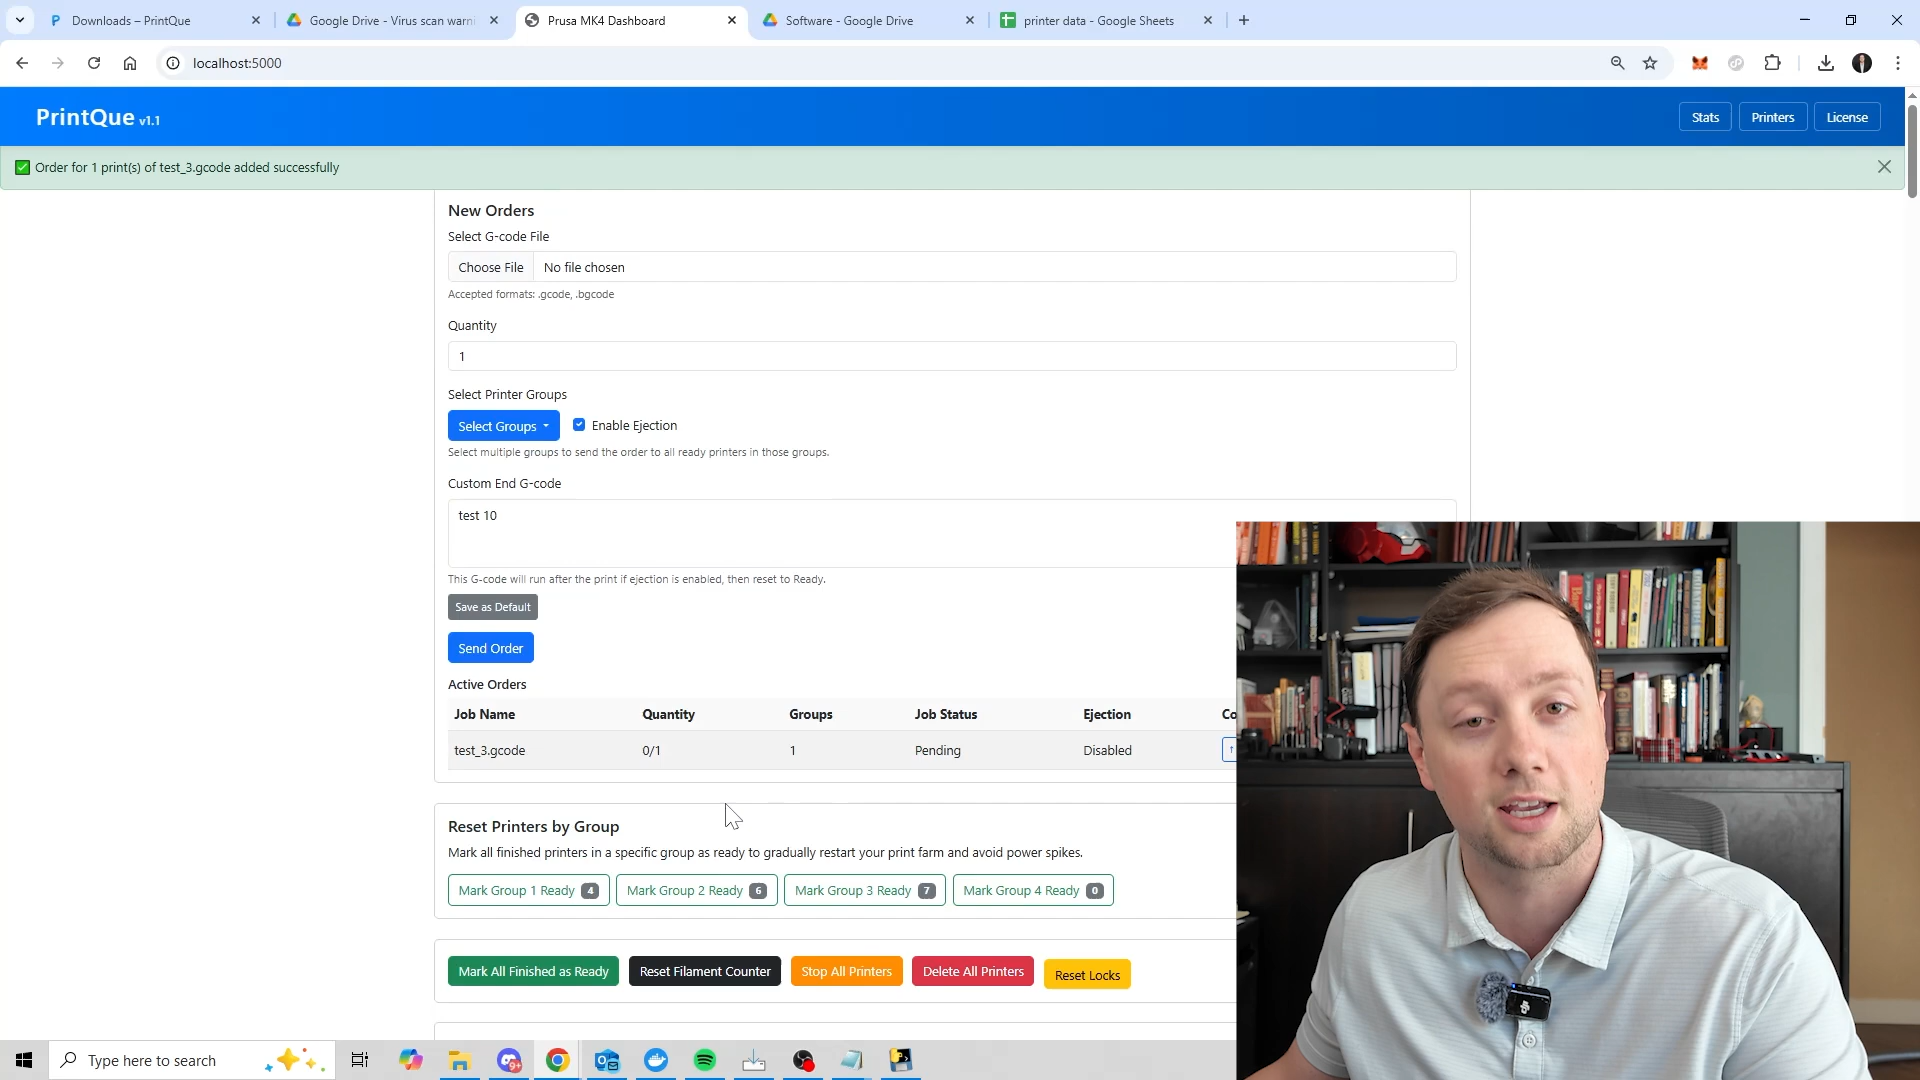 Downloads – PrintQue
Google Drive - Virus scan warni
Prusa MK4 Dashboard
Software - Google Drive
printer data - Google Sheets
localhost:5000
PrintQue v1.1
Stats
Printers
License
Order for 1 print(s) of test_3.gcode added successfully
New Orders
Select G-code File
Choose File No file chosen
Accepted formats: .gcode, .bgcode
Quantity
1
Select Printer Groups
Select Groups
Enable Ejection
Select multiple groups to send the order to all ready printers in those groups.
Custom End G-code
test 10
This G-code will run after the print if ejection is enabled, then reset to Ready.
Save as Default
Send Order
Active Orders
Job Name Quantity Groups Job Status Ejection Co
test_3.gcode 0/1 1 Pending Disabled ↑
Reset Printers by Group
Mark all finished printers in a specific group as ready to gradually restart your print farm and avoid power spikes.
Mark Group 1 Ready 4
Mark Group 2 Ready 6
Mark Group 3 Ready 7
Mark Group 4 Ready 0
Mark All Finished as Ready
Reset Filament Counter
Stop All Printers
Delete All Printers
Reset Locks
Type here to search
9+